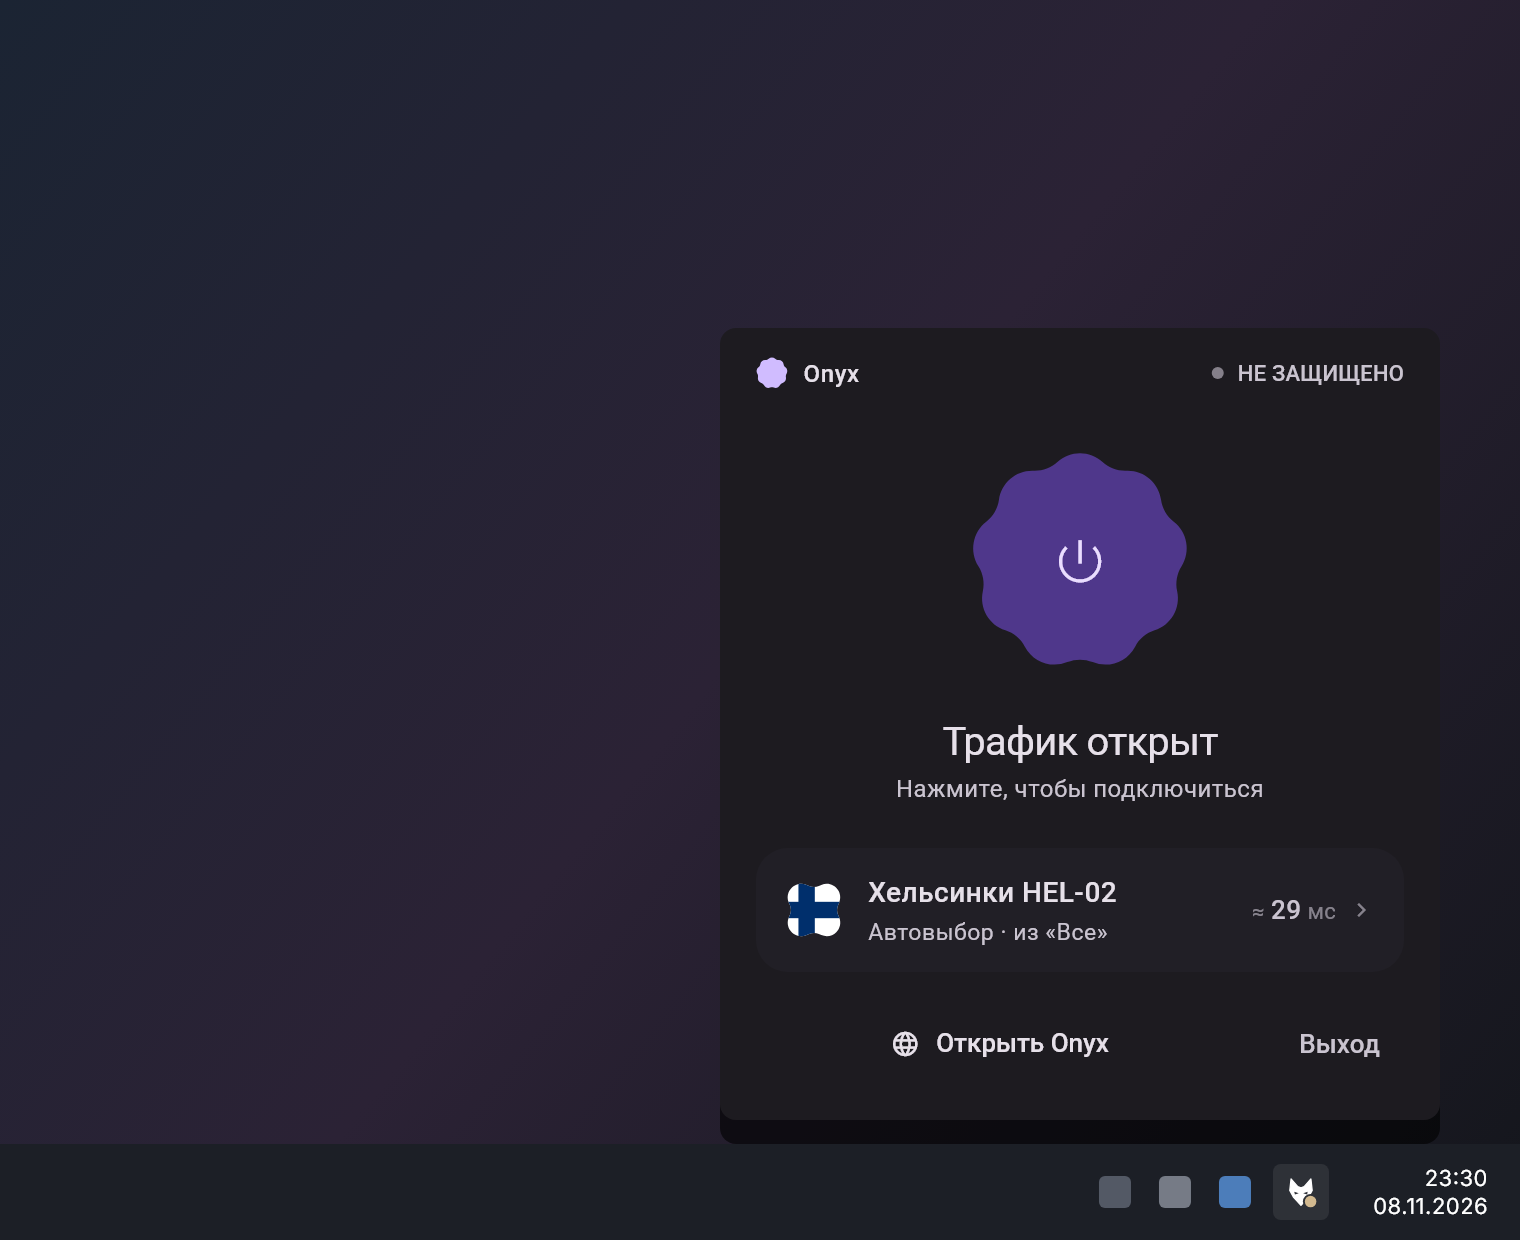 Onyx
НЕ ЗАЩИЩЕНО
Трафик открыт
Нажмите, чтобы подключиться
Хельсинки HEL-02
Автовыбор · из «Все»
≈ 29 мс
Открыть Onyx
Выход
23:30
08.11.2026